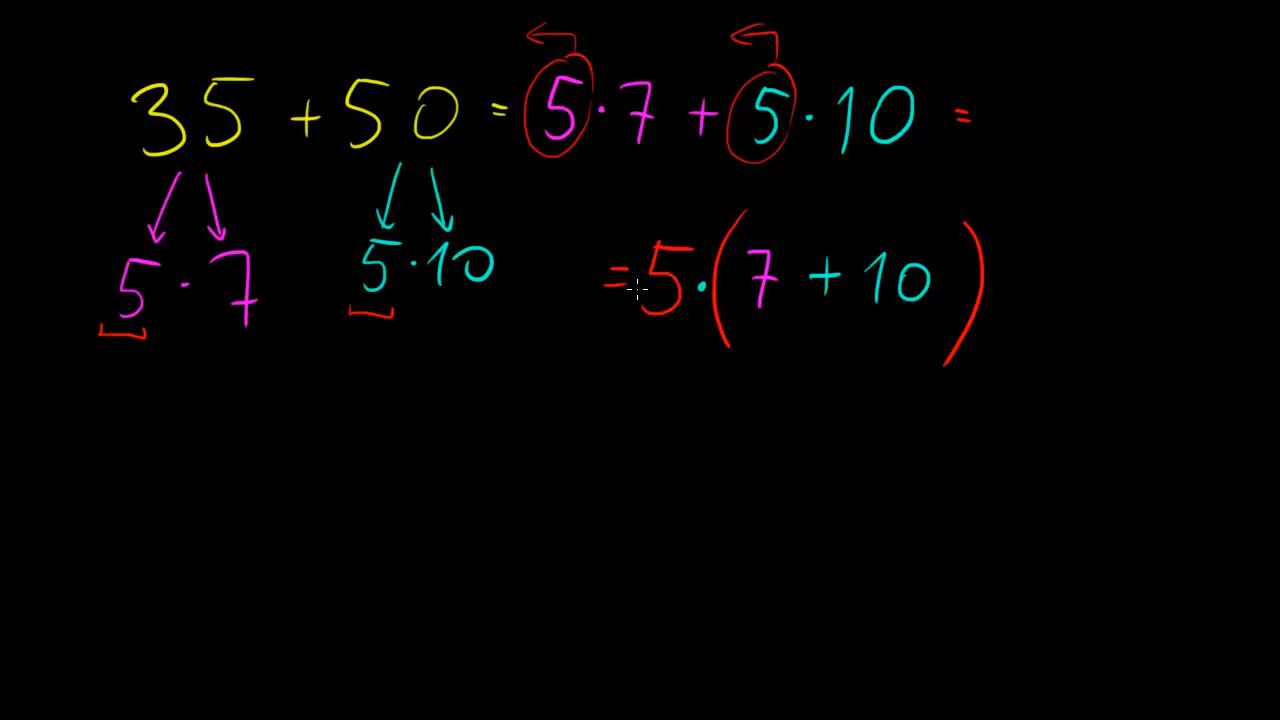 35 + 50 = 5 · 7 + 5 · 10 =
5 · 7 5 · 10 = 5 · (7 + 10)